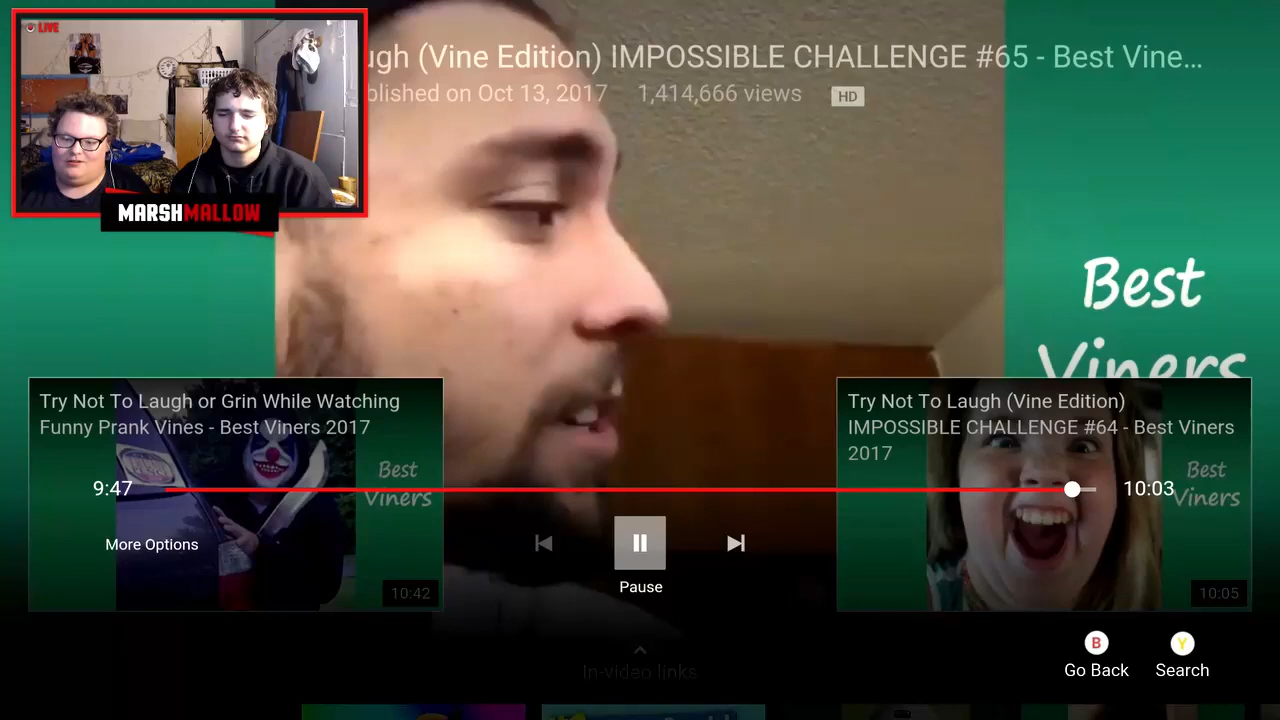 LIVE
ugh (Vine Edition) IMPOSSIBLE CHALLENGE #65 - Best Vine...
blished on Oct 13, 2017 1,414,666 views HD
MARSHMALLOW
Best
Viners
Try Not To Laugh or Grin While Watching
Funny Prank Vines - Best Viners 2017
Best
Viners
10:42
Try Not To Laugh (Vine Edition)
IMPOSSIBLE CHALLENGE #64 - Best Viners
2017
Best
Viners
10:05
9:47
10:03
More Options
Pause
In-video links
B
Go Back
Y
Search